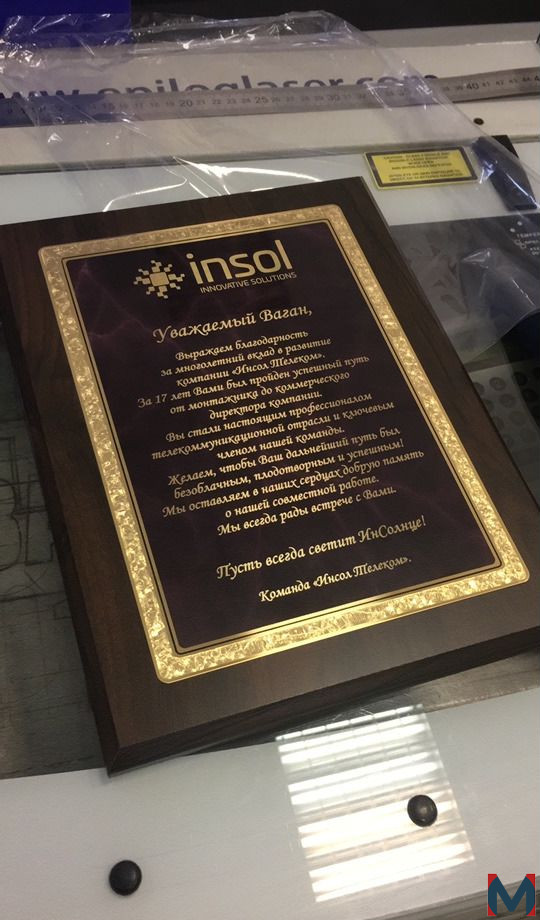 www.epiloglaser.com
insol
INNOVATIVE SOLUTIONS
Уважаемый Ваган,
Выражаем благодарность
за многолетний вклад в развитие
компании «Инсол Телеком».
За 17 лет Вами был пройден успешный путь
от монтажника до коммерческого
директора компании.
Вы стали настоящим профессионалом
телекоммуникационной отрасли и ключевым
членом нашей команды.
Желаем, чтобы Ваш дальнейший путь был
безоблачным, плодотворным и успешным!
Мы оставляем в наших сердцах добрую память
о нашей совместной работе.
Мы всегда рады встрече с Вами.
Пусть всегда светит ИнСолнце!
Команда «Инсол Телеком».
M